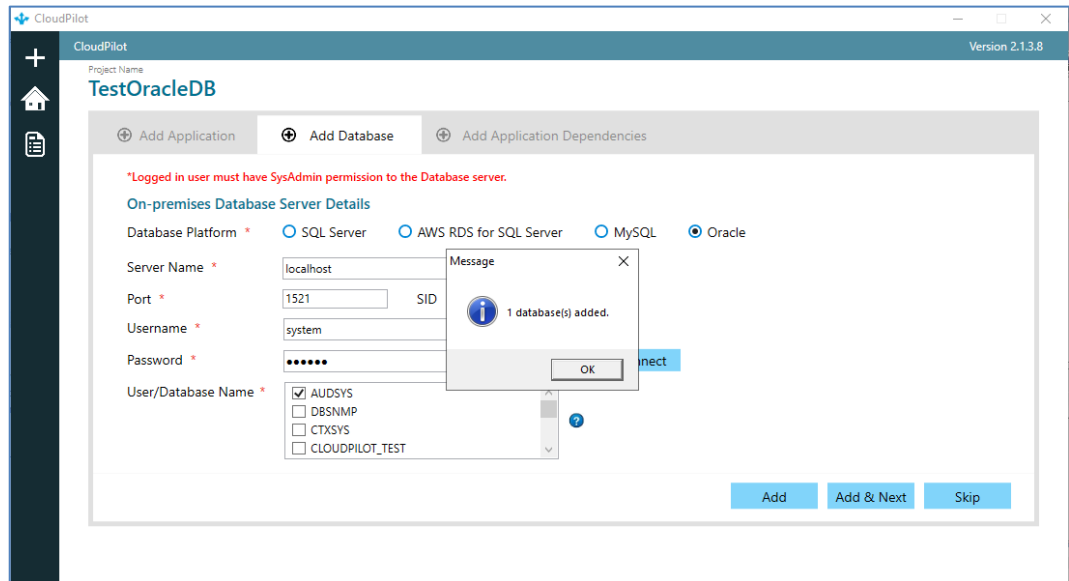 CloudPilot
CloudPilot Version 2.1.3.8
Project Name
TestOracleDB
Add Application Add Database Add Application Dependencies
*Logged in user must have SysAdmin permission to the Database server.
On-premises Database Server Details
Database Platform * SQL Server AWS RDS for SQL Server MySQL Oracle
Server Name * localhost
Port * 1521 SID
Username * system
Password * ●●●●●●
Message
1 database(s) added.
OK
nnect
User/Database Name * AUDSYS
DBSNMP
CTXSYS
CLOUDPILOT_TEST
?
Add Add & Next Skip